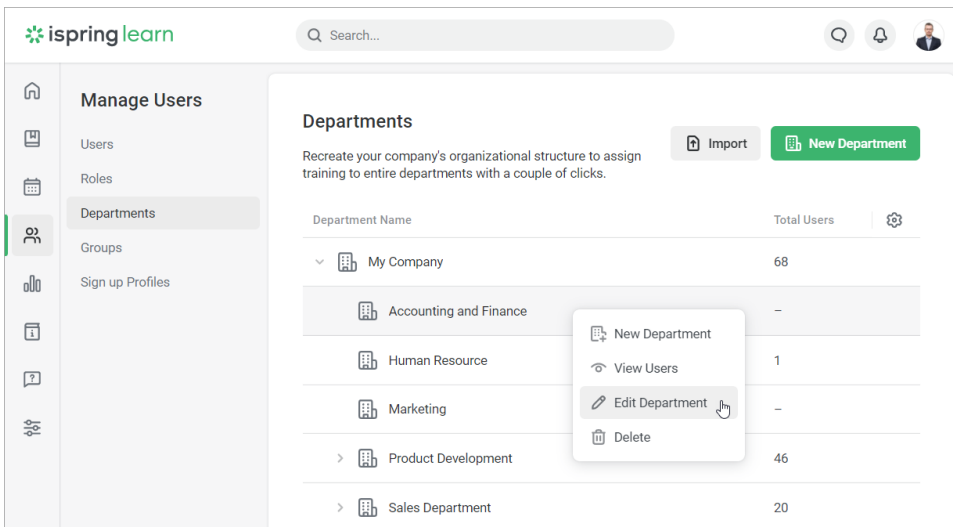 ispring learn
Search...
Manage Users
Users
Roles
Departments
Groups
Sign up Profiles
Departments
Recreate your company's organizational structure to assign
training to entire departments with a couple of clicks.
Import
New Department
Department Name
Total Users
My Company
68
Accounting and Finance
–
Human Resource
1
Marketing
–
Product Development
46
Sales Department
20
New Department
View Users
Edit Department
Delete